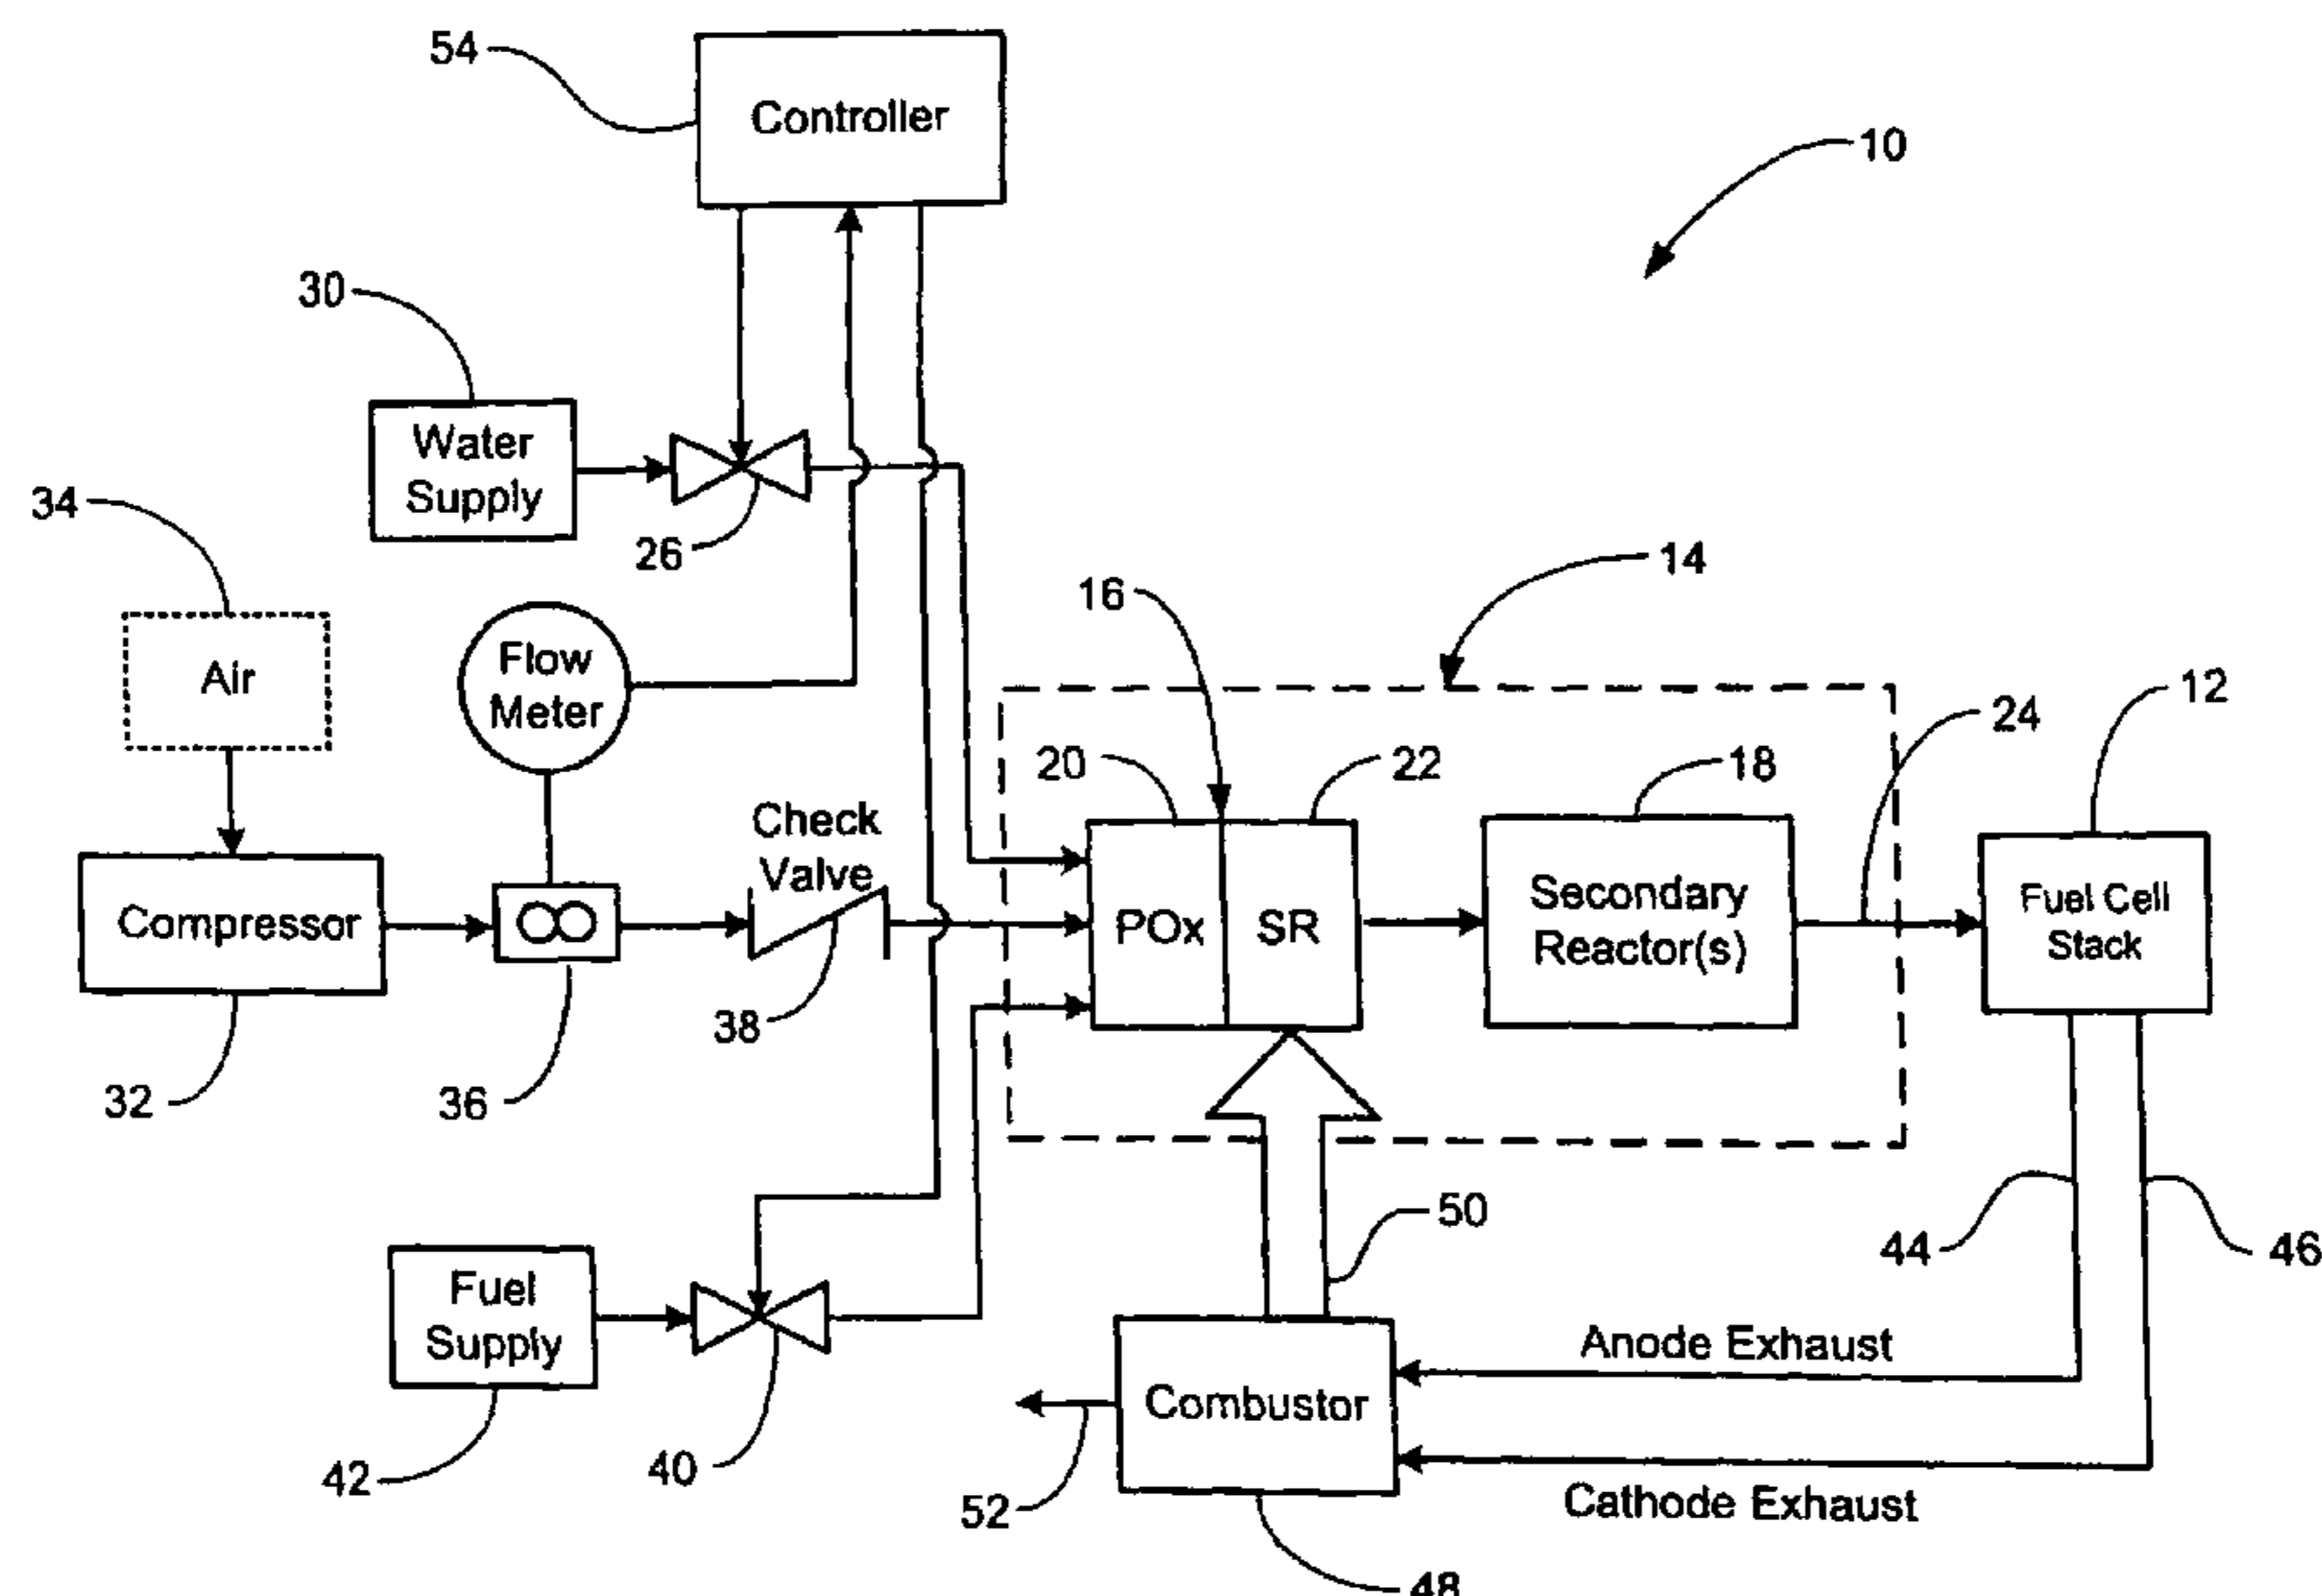 54
Controller
10
30
Water
Supply
26
34
Air
Flow
Meter
14
16
12
24
20
22
18
Check
Valve
Compressor
POx
SR
Secondary
Reactor(s)
Fuel Cell
Stack
38
32
36
50
44
46
Fuel
Supply
Anode Exhaust
Combustor
42
40
52
Cathode Exhaust
48